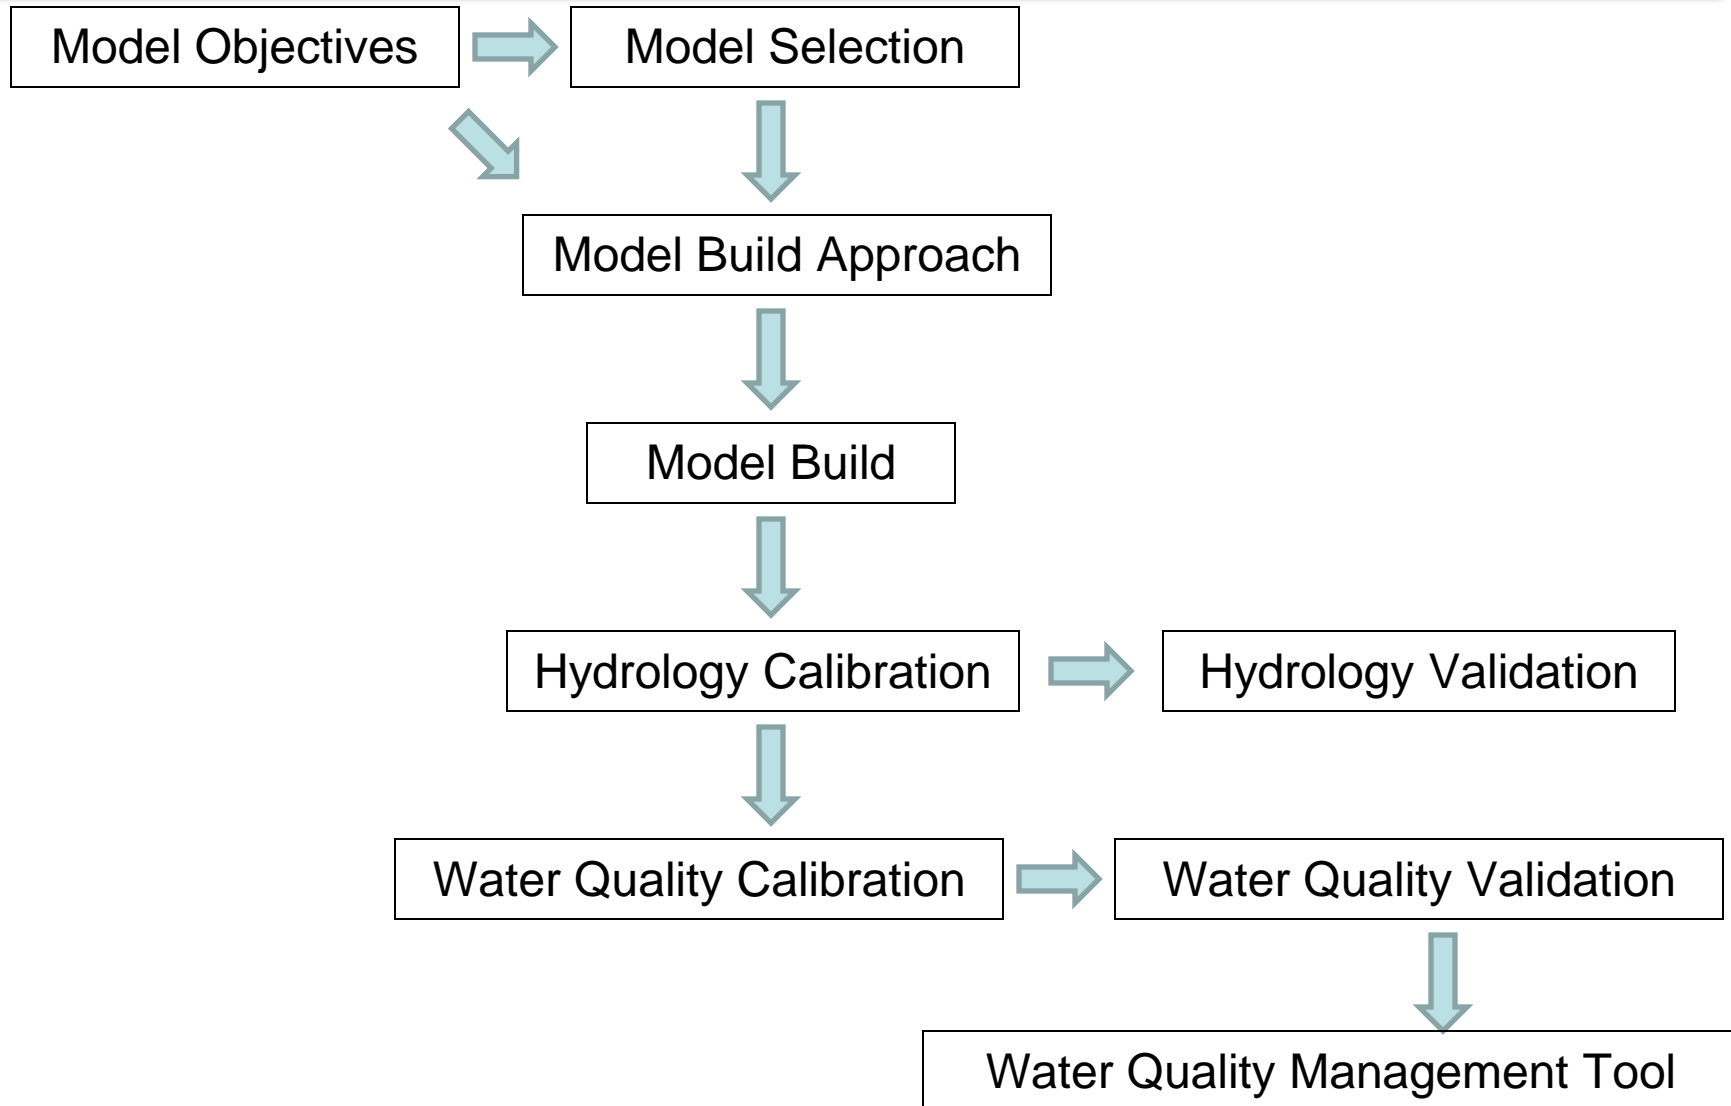 Model Objectives
Model Selection
Model Build Approach
Model Build
Hydrology Calibration
Hydrology Validation
Water Quality Calibration
Water Quality Validation
Water Quality Management Tool